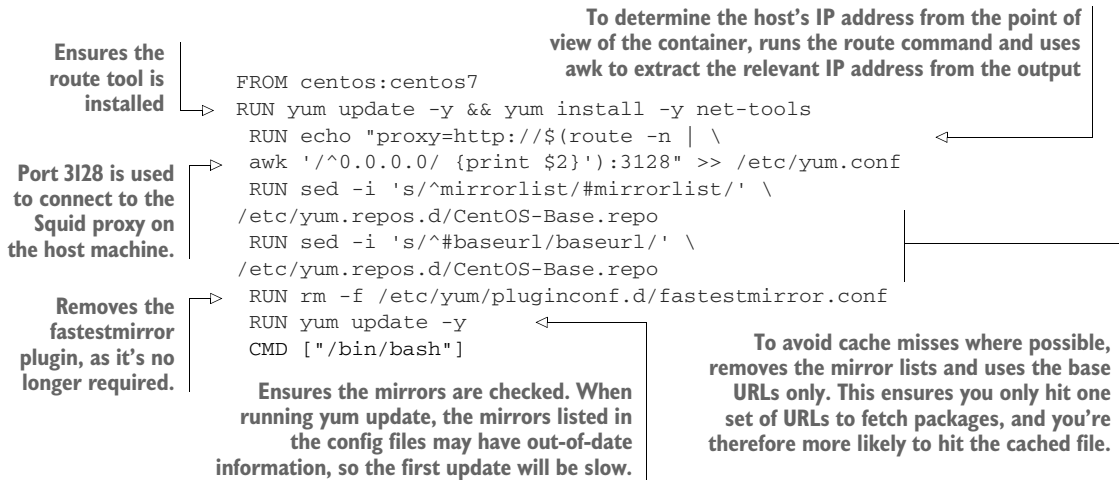 To determine the host's IP address from the point of
view of the container, runs the route command and uses
awk to extract the relevant IP address from the output
Ensures the
route tool is
installed
FROM centos:centos7
RUN yum update -y && yum install -y net-tools
RUN echo "proxy=http://$(route -n | \
awk '/^0.0.0.0/ {print $2}'):3128" >> /etc/yum.conf
RUN sed -i 's/^mirrorlist/#mirrorlist/' \
/etc/yum.repos.d/CentOS-Base.repo
RUN sed -i 's/^#baseurl/baseurl/' \
/etc/yum.repos.d/CentOS-Base.repo
RUN rm -f /etc/yum/pluginconf.d/fastestmirror.conf
RUN yum update -y
CMD ["/bin/bash"]
Port 3128 is used
to connect to the
Squid proxy on
the host machine.
Removes the
fastestmirror
plugin, as it's no
longer required.
Ensures the mirrors are checked. When
running yum update, the mirrors listed in
the config files may have out-of-date
information, so the first update will be slow.
To avoid cache misses where possible,
removes the mirror lists and uses the base
URLs only. This ensures you only hit one
set of URLs to fetch packages, and you're
therefore more likely to hit the cached file.